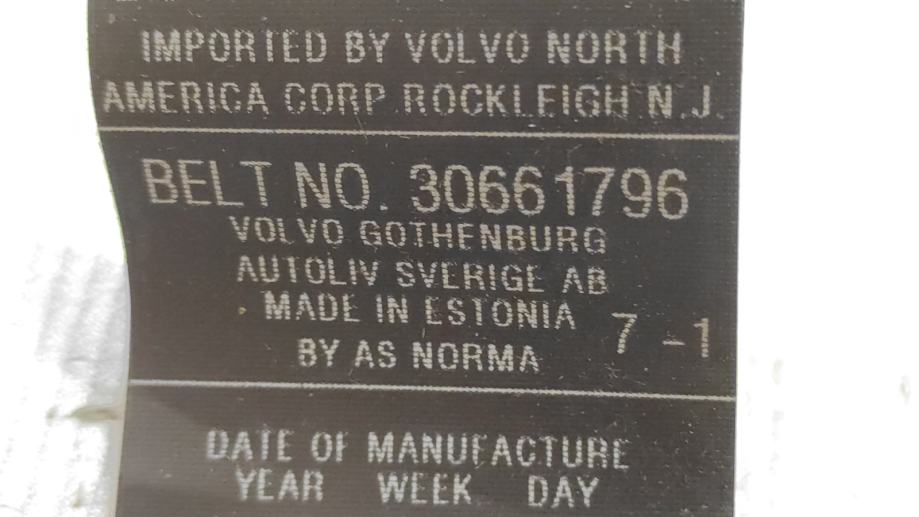 IMPORTED BY VOLVO NORTH
AMERICA CORP ROCKLEIGH N.J.
BELT NO. 30661796
VOLVO GOTHENBURG
AUTOLIV SVERIGE AB
MADE IN ESTONIA
7 -1
BY AS NORMA
DATE OF MANUFACTURE
YEAR WEEK DAY